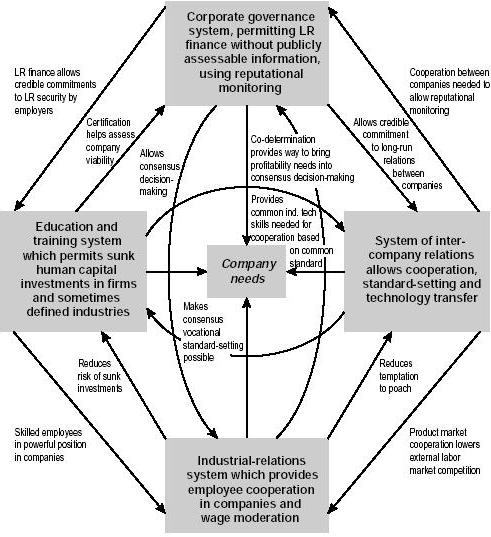 Corporate governance
system, permitting LR
finance without publicly
assessable information,
using reputational
monitoring
LR finance allows
credible commitments
to LR security by
employers
Cooperation between
companies needed to
allow reputational
monitoring
Certification
helps assess
company
viability
Allows
consensus
decision-
making
Co-determination
provides way to bring
profitability needs into
consensus decision-making
Allows credible
commitment
to long-run
relations
between
companies
Provides
common ind. tech
skills needed for
cooperation based
on common
standard
Education and
training system
which permits sunk
human capital
investments in firms
and sometimes
defined industries
Company
needs
System of inter-
company relations
allows cooperation,
standard-setting and
technology transfer
Makes
consensus
vocational
standard-setting
possible
Reduces
risk of sunk
investments
Reduces
temptation
to poach
Skilled employees
in powerful position
in companies
Product market
cooperation lowers
external labor
market competition
Industrial-relations
system which provides
employee cooperation
in companies and
wage moderation